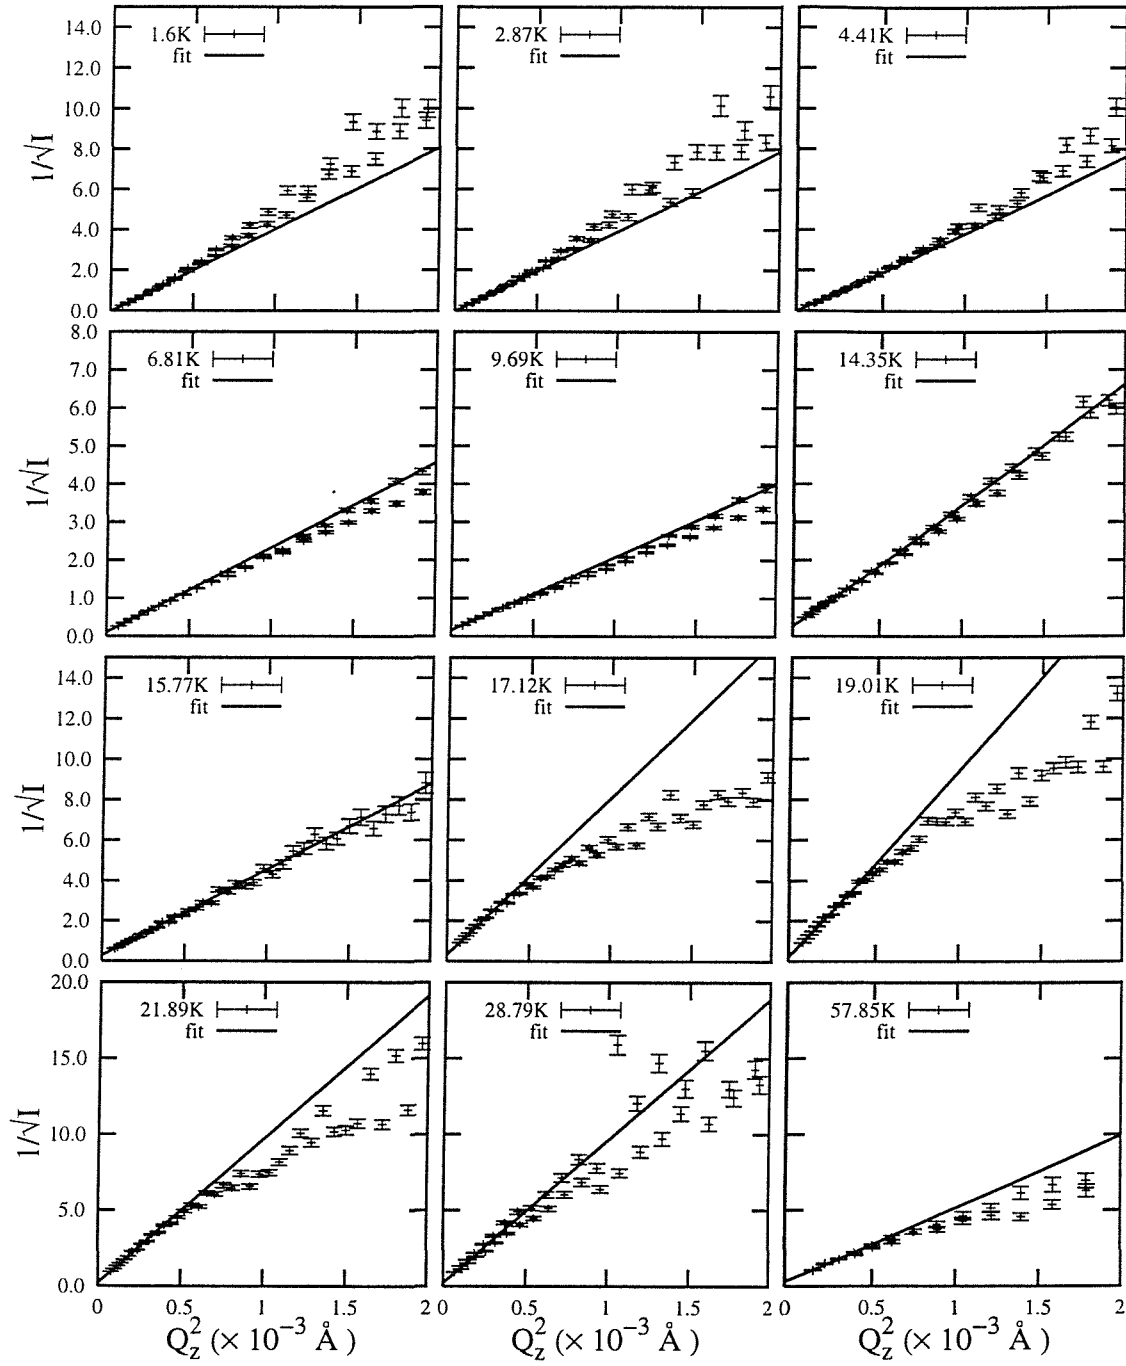 14.0
12.0
10.0
8.0
6.0
4.0
2.0
0.0
1/√I
1.6K
fit
2.87K
fit
4.41K
fit
8.0
7.0
6.0
5.0
4.0
3.0
2.0
1.0
0.0
1/√I
6.81K
fit
9.69K
fit
14.35K
fit
14.0
12.0
10.0
8.0
6.0
4.0
2.0
0.0
1/√I
15.77K
fit
17.12K
fit
19.01K
fit
20.0
15.0
10.0
5.0
0.0
1/√I
21.89K
fit
28.79K
fit
57.85K
fit
0 0.5 1 1.5 2 0 0.5 1 1.5 2 0 0.5 1 1.5 2
Q_z^2 (× 10^-3 Å ) Q_z^2 (× 10^-3 Å ) Q_z^2 (× 10^-3 Å )